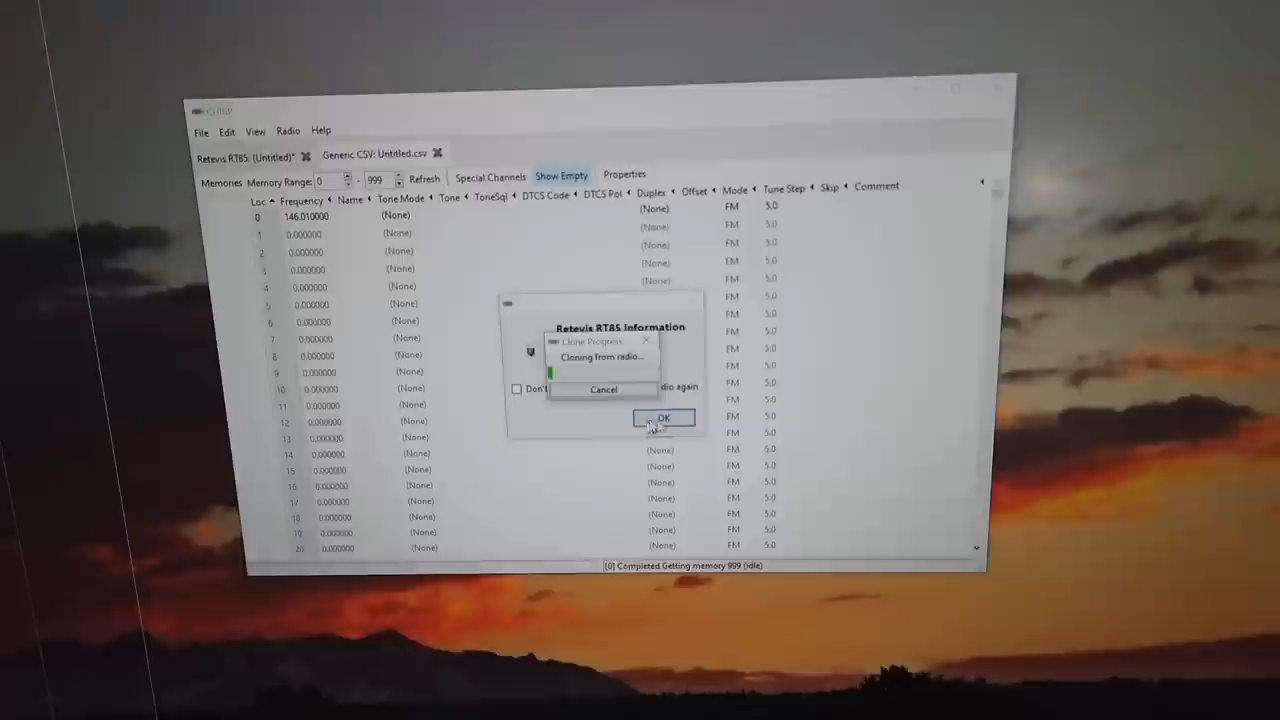 CHIRP
File Edit View Radio Help
Retevis RT85: (Untitled)* Generic CSV: Untitled.csv
Memories Memory Range: 0 - 999 Refresh Special Channels Show Empty Properties
Loc Frequency Name Tone Mode Tone ToneSql DTCS Code DTCS Pol Duplex Offset Mode Tune Step Skip Comment
0 146.010000 (None) (None) FM 5.0
1 0.000000 (None) (None) FM 5.0
2 0.000000 (None) (None) FM 5.0
3 0.000000 (None) (None) FM 5.0
4 0.000000 (None) (None) FM 5.0
5 0.000000 (None) FM 5.0
6 0.000000 (None) FM 5.0
7 0.000000 (None) FM 5.0
8 0.000000 (None) FM 5.0
9 0.000000 (None) FM 5.0
10 0.000000 (None) FM 5.0
11 0.000000 (None) FM 5.0
12 0.000000 (None) FM 5.0
13 0.000000 (None) FM 5.0
14 0.000000 (None) (None) FM 5.0
15 0.000000 (None) (None) FM 5.0
16 0.000000 (None) (None) FM 5.0
17 0.000000 (None) (None) FM 5.0
18 0.000000 (None) (None) FM 5.0
19 0.000000 (None) (None) FM 5.0
20 0.000000 (None) (None) FM 5.0
Retevis RT85 Information
Clone Progress
Cloning from radio...
Cancel
Don't dio again
OK
[0] Completed Getting memory 999 (idle)